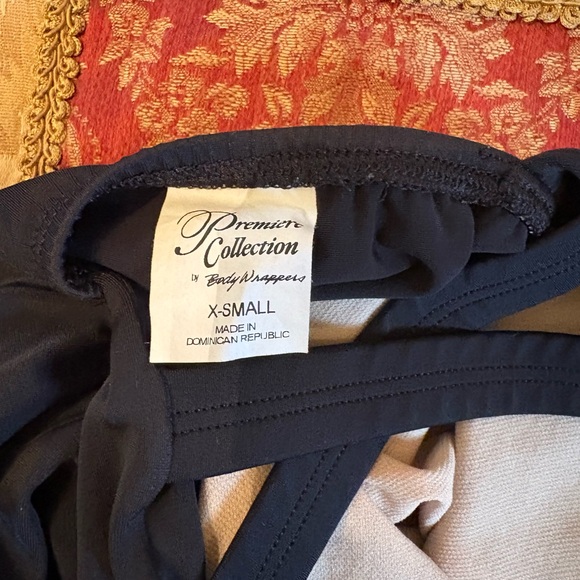 Premiere
Collection
by Body Wrappers
X-SMALL
MADE IN
DOMINICAN REPUBLIC